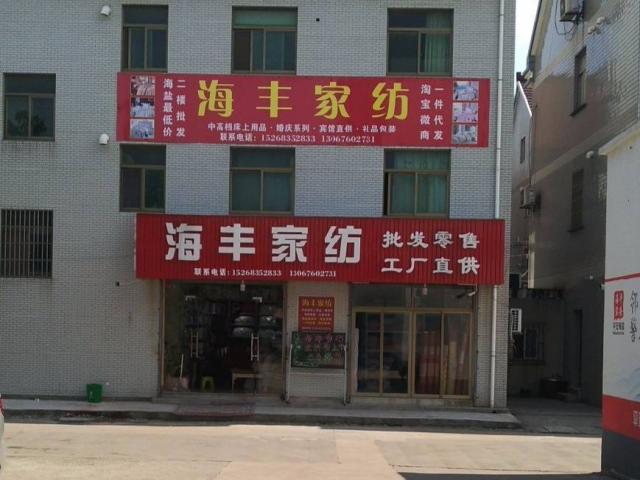 二楼批发
海盐最低价
海丰家纺
中高档床上用品·婚庆系列·宾馆直供·礼品包装
联系电话：15268352833 13067602731
一件代发
淘宝微商
海丰家纺
联系电话：15268352833 13067602731
批发零售
工厂直供
海丰家纺